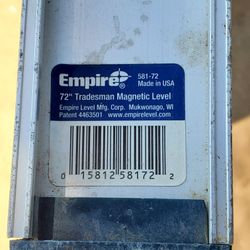 Empire
581-72
Made in USA
72" Tradesman Magnetic Level
Empire Level Mfg. Corp. Mukwonago, WI
Patent 4463501 www.empirelevel.com
0 15812 58172 2